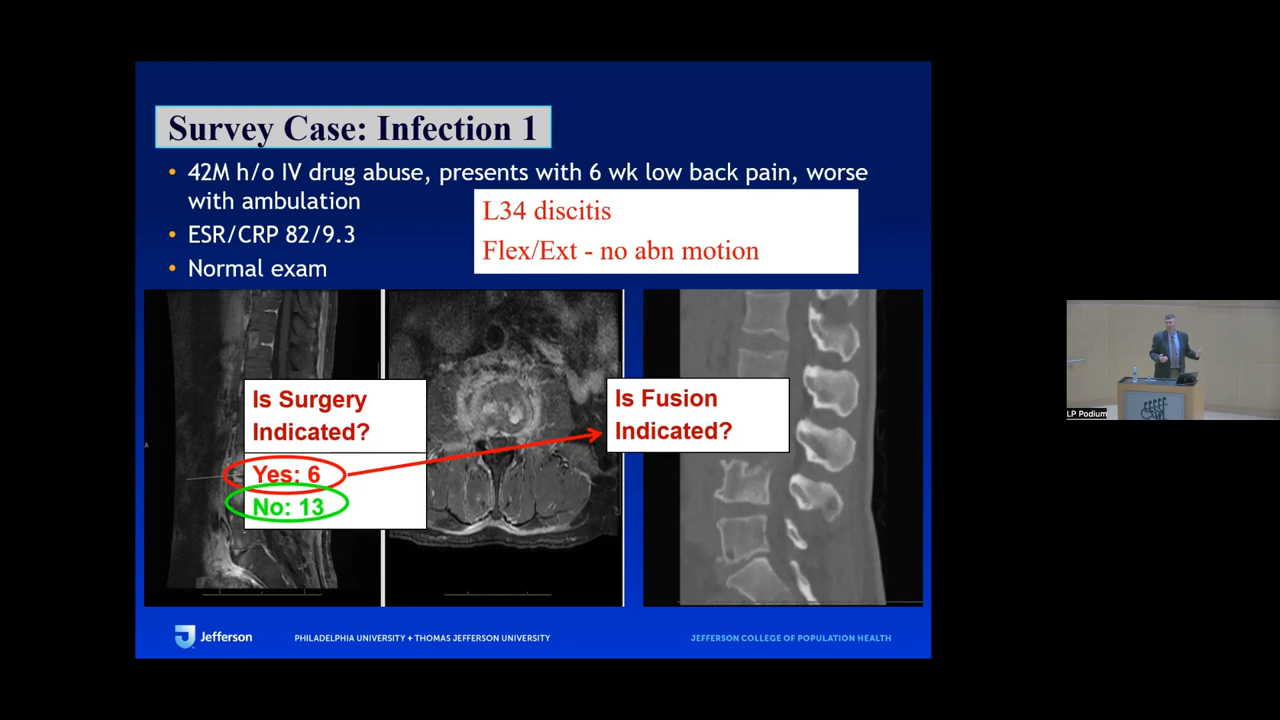 Survey Case: Infection 1
• 42M h/o IV drug abuse, presents with 6 wk low back pain, worse
with ambulation
• ESR/CRP 82/9.3
• Normal exam
L34 discitis
Flex/Ext - no abn motion
Is Surgery
Indicated?
Yes: 6
No: 13
Is Fusion
Indicated?
A
Jefferson
PHILADELPHIA UNIVERSITY + THOMAS JEFFERSON UNIVERSITY
JEFFERSON COLLEGE OF POPULATION HEALTH
LP Podium